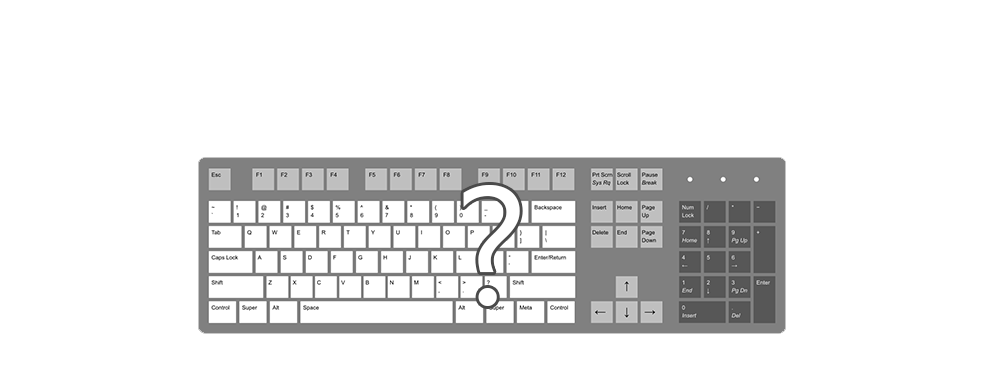 Esc F1 F2 F3 F4 F5 F6 F7 F8 F9 F10 F11 F12 Prt Scrn Scroll Pause
Sys Rq Lock Break
~ ! @ # $ % ^ & * ( ) _ Backspace Insert Home Page Num / * −
` 1 2 3 4 5 6 7 8 9 0 - Up Lock
Tab Q W E R T Y U I O P } | Delete End Page 7 8 9 +
] \ Down Home ↑ Pg Up
Caps Lock A S D F G H J K L " Enter/Return 4 5 6
' ← →
Shift Z X C V B N M < > ? Shift ↑ 1 2 3 Enter
, . End ↓ Pg Dn
Control Super Alt Space Alt Super Meta Control ← ↓ → 0
Insert Del
?